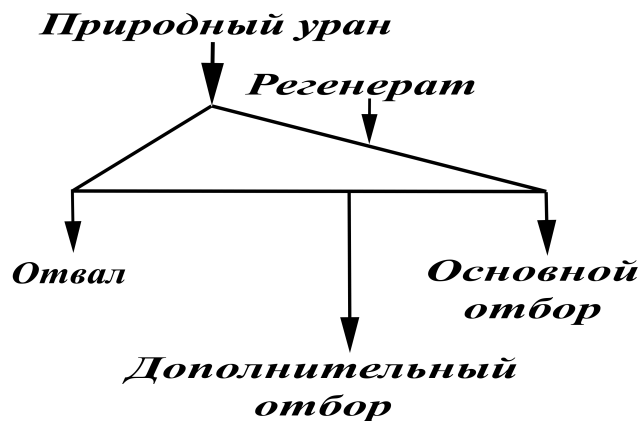 Природный уран
Регенерат
Отвал
Основной
отбор
Дополнительный
отбор